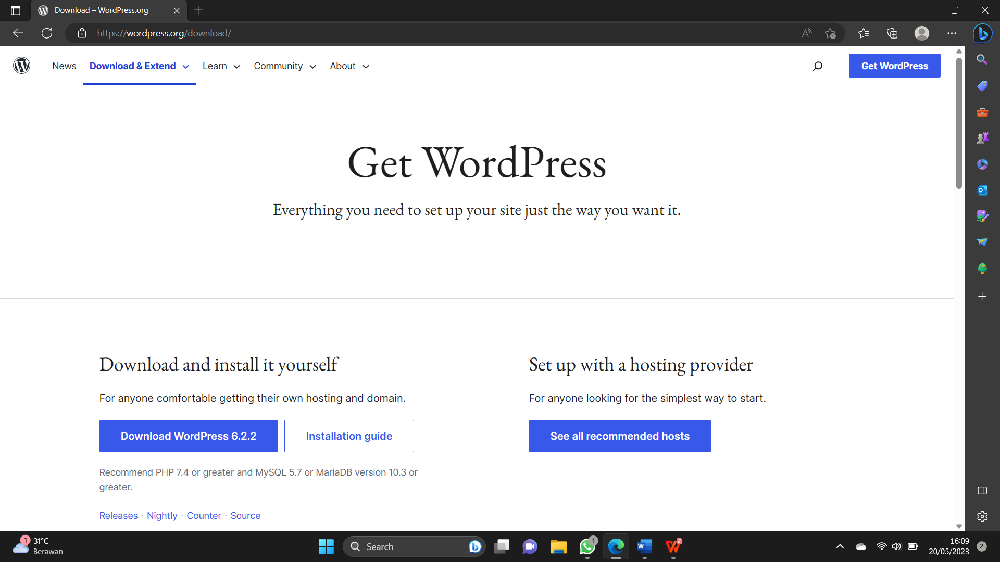 Download – WordPress.org
https://wordpress.org/download/
News Download & Extend Learn Community About Get WordPress
Get WordPress
Everything you need to set up your site just the way you want it.
Download and install it yourself
For anyone comfortable getting their own hosting and domain.
Download WordPress 6.2.2 Installation guide
Recommend PHP 7.4 or greater and MySQL 5.7 or MariaDB version 10.3 or
greater.
Releases · Nightly · Counter · Source
Set up with a hosting provider
For anyone looking for the simplest way to start.
See all recommended hosts
1
31°C
Berawan
Search
1
16:09
20/05/2023
2